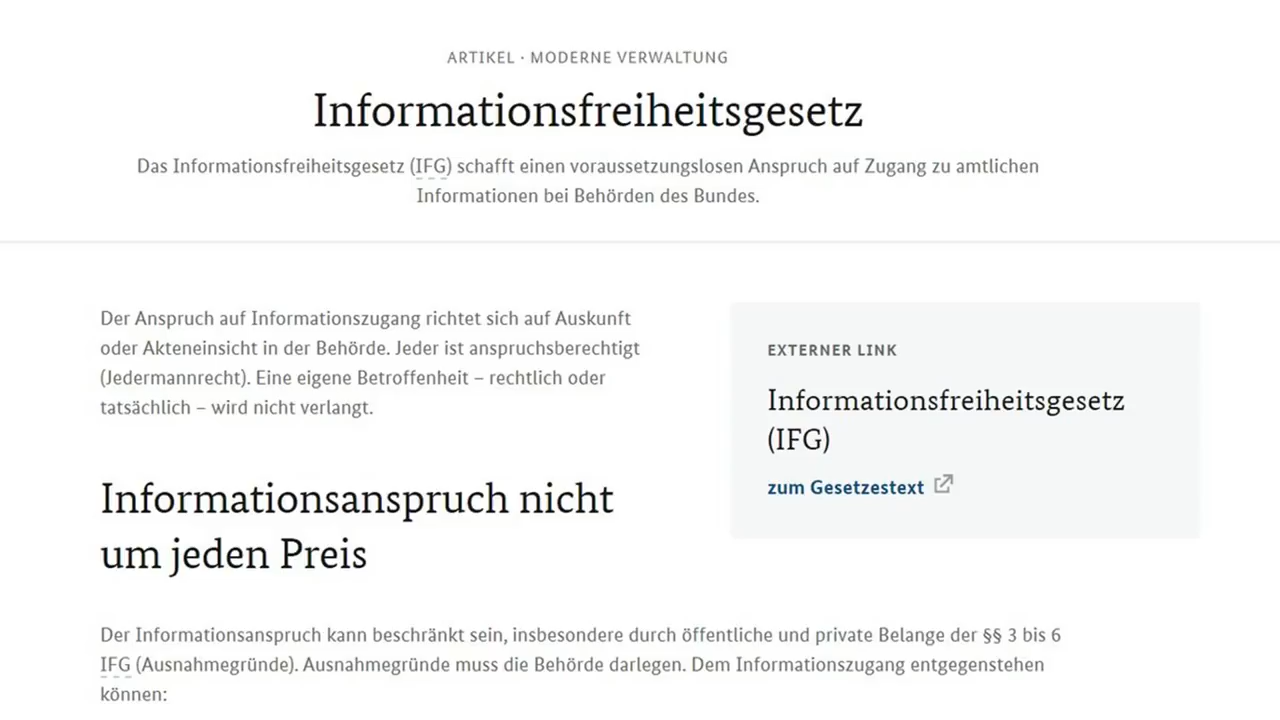 ARTIKEL · MODERNE VERWALTUNG
Informationsfreiheitsgesetz
Das Informationsfreiheitsgesetz (IFG) schafft einen voraussetzungslosen Anspruch auf Zugang zu amtlichen
Informationen bei Behörden des Bundes.
Der Anspruch auf Informationszugang richtet sich auf Auskunft
oder Akteneinsicht in der Behörde. Jeder ist anspruchsberechtigt
(Jedermannrecht). Eine eigene Betroffenheit – rechtlich oder
tatsächlich – wird nicht verlangt.
EXTERNER LINK
Informationsfreiheitsgesetz
(IFG)
zum Gesetzestext
Informationsanspruch nicht
um jeden Preis
Der Informationsanspruch kann beschränkt sein, insbesondere durch öffentliche und private Belange der §§ 3 bis 6
IFG (Ausnahmegründe). Ausnahmegründe muss die Behörde darlegen. Dem Informationszugang entgegenstehen
können: